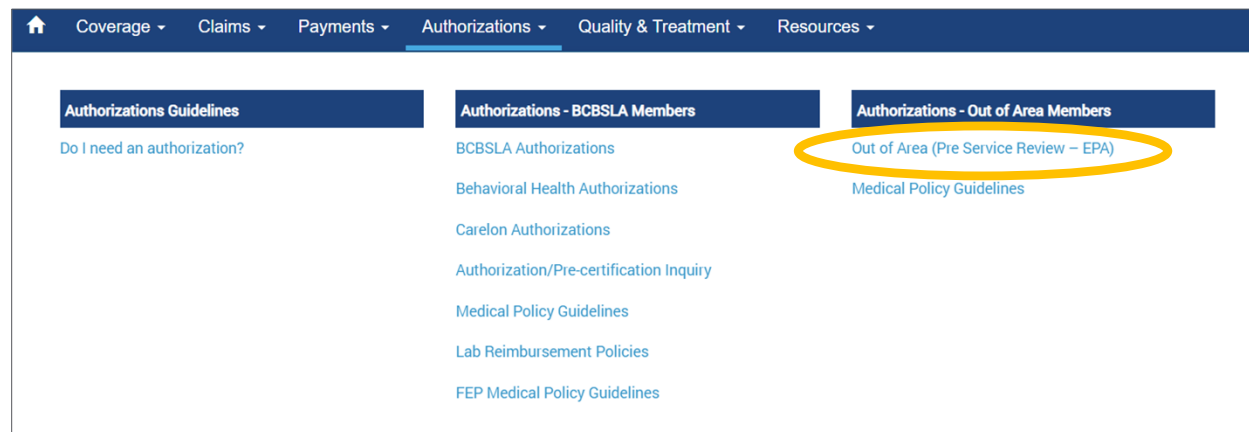 Coverage Claims Payments Authorizations Quality & Treatment Resources
Authorizations Guidelines
Do I need an authorization?
Authorizations - BCBSLA Members
BCBSLA Authorizations
Behavioral Health Authorizations
Carelon Authorizations
Authorization/Pre-certification Inquiry
Medical Policy Guidelines
Lab Reimbursement Policies
FEP Medical Policy Guidelines
Authorizations - Out of Area Members
Out of Area (Pre Service Review – EPA)
Medical Policy Guidelines